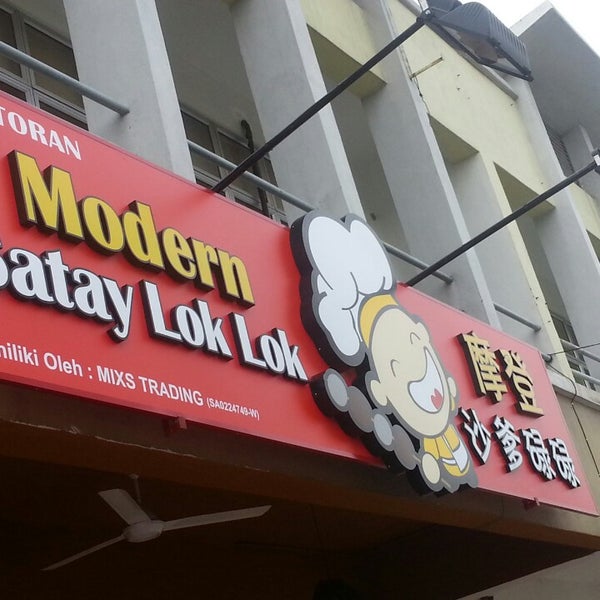 TORAN
Modern
Satay Lok Lok
miliki Oleh : MIXS TRADING (SA0224749-W)
摩登
沙爹碌碌